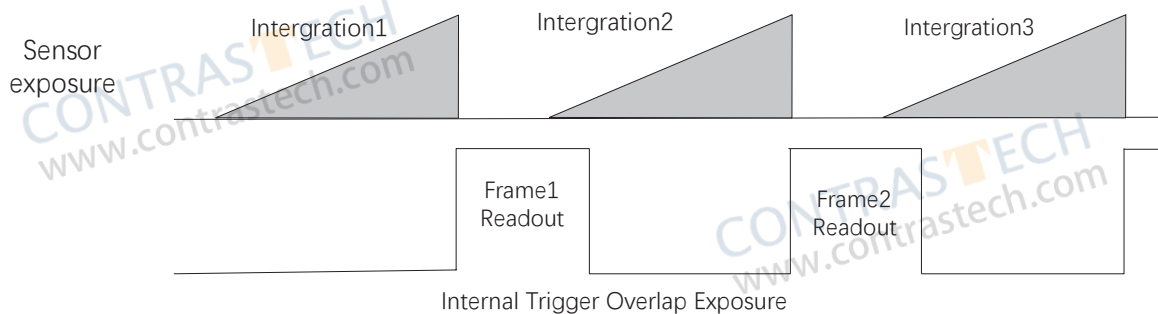 Intergration1
Intergration2
Intergration3
Sensor
exposure
CONTRASTECH
www.contrastech.com
Frame1
Readout
Frame2
Readout
CONTRASTECH
www.contrastech.com
Internal Trigger Overlap Exposure